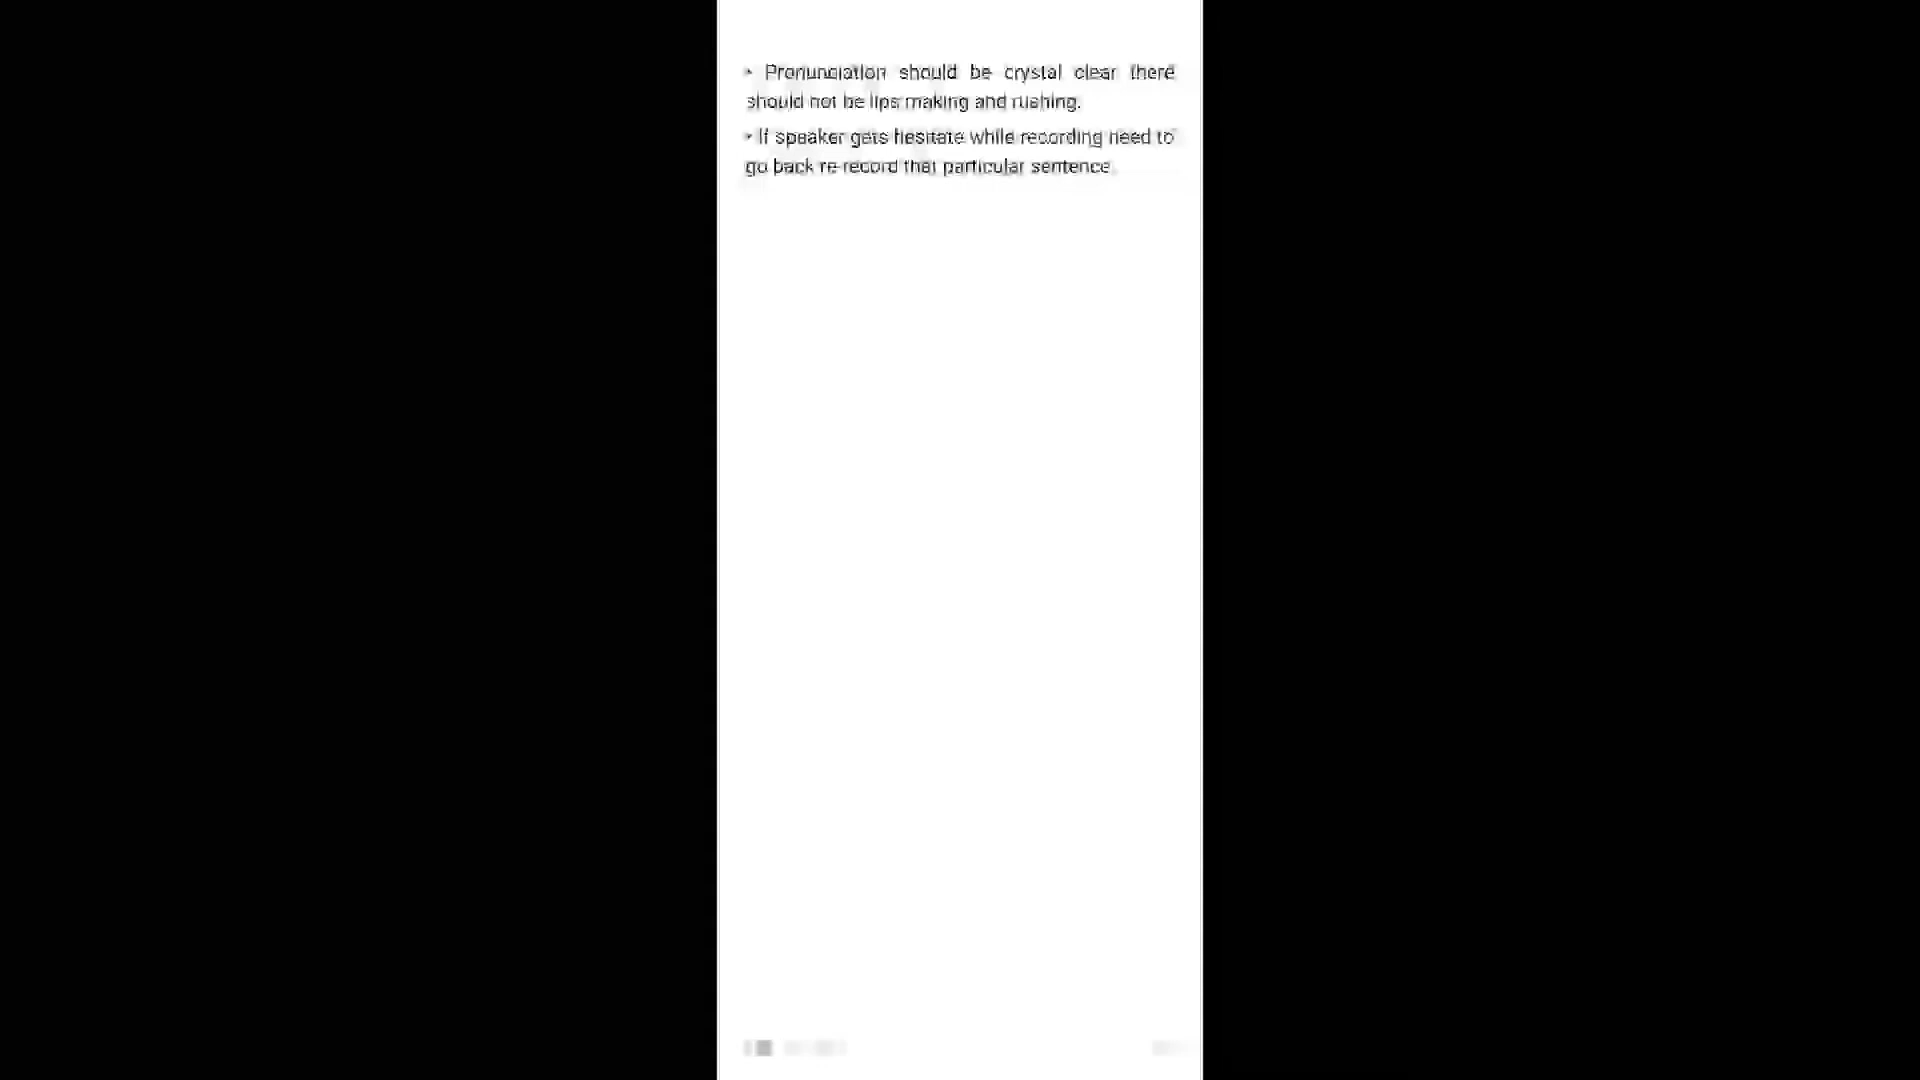 • Pronunciation should be crystal clear there
should not be lips making and rushing.
• If speaker gets hesitate while recording need to
go back re-record that particular sentence.